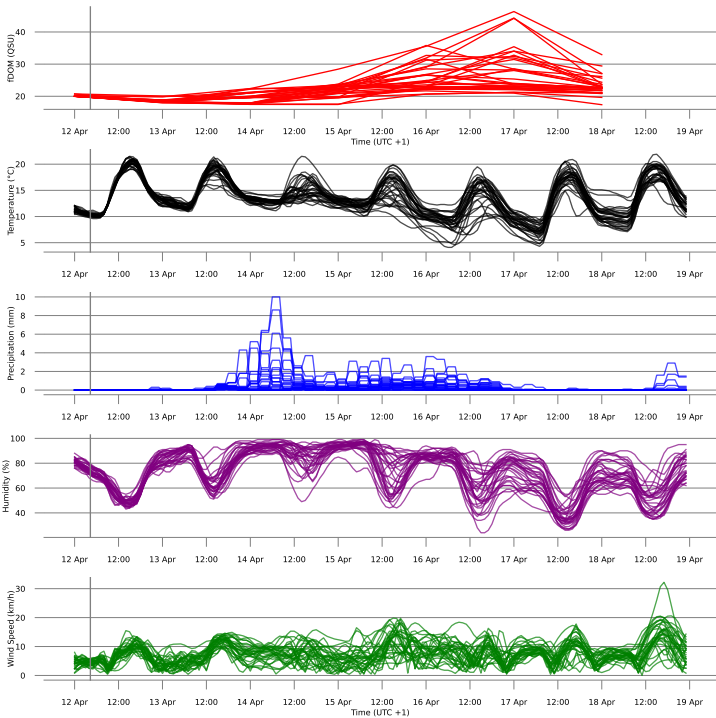 40
30
20
fDOM (QSU)
12 Apr 12:00 13 Apr 12:00 14 Apr 12:00 15 Apr 12:00 16 Apr 12:00 17 Apr 12:00 18 Apr 12:00 19 Apr
Time (UTC +1)
20
15
10
5
Temperature (°C)
12 Apr 12:00 13 Apr 12:00 14 Apr 12:00 15 Apr 12:00 16 Apr 12:00 17 Apr 12:00 18 Apr 12:00 19 Apr
10
8
6
4
2
0
Precipitation (mm)
12 Apr 12:00 13 Apr 12:00 14 Apr 12:00 15 Apr 12:00 16 Apr 12:00 17 Apr 12:00 18 Apr 12:00 19 Apr
100
80
60
40
Humidity (%)
12 Apr 12:00 13 Apr 12:00 14 Apr 12:00 15 Apr 12:00 16 Apr 12:00 17 Apr 12:00 18 Apr 12:00 19 Apr
30
20
10
0
Wind Speed (km/h)
12 Apr 12:00 13 Apr 12:00 14 Apr 12:00 15 Apr 12:00 16 Apr 12:00 17 Apr 12:00 18 Apr 12:00 19 Apr
Time (UTC +1)